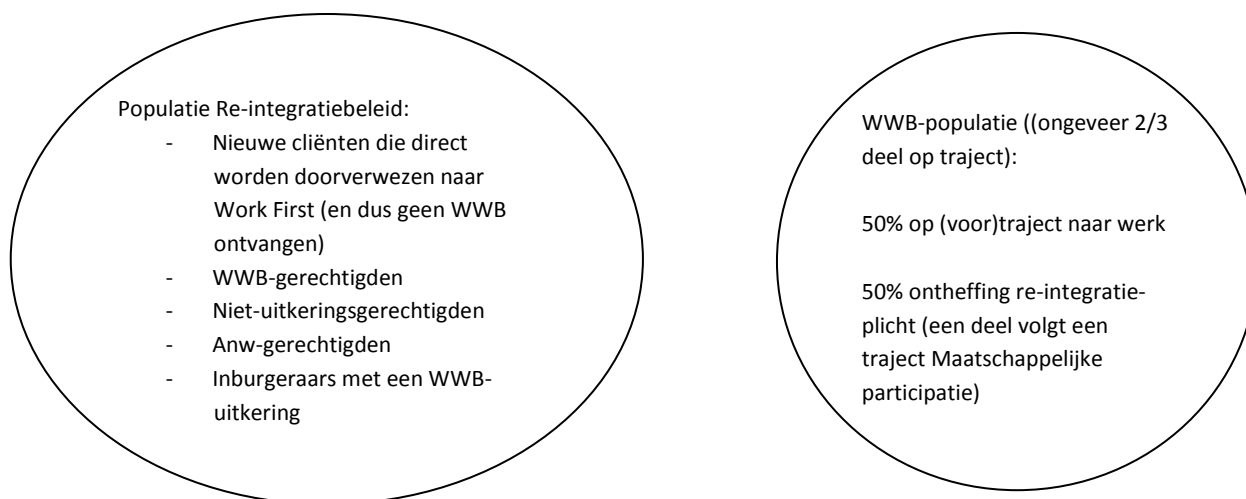 Populatie Re-integratiebeleid:
- Nieuwe cliënten die direct
worden doorverwezen naar
Work First (en dus geen WWB
ontvangen)
- WWB-gerechtigden
- Niet-uitkeringsgerechtigden
- Anw-gerechtigden
- Inburgeraars met een WWB-
uitkering
WWB-populatie ((ongeveer 2/3
deel op traject):
50% op (voor)traject naar werk
50% ontheffing re-integratie-
plicht (een deel volgt een
traject Maatschappelijke
participatie)